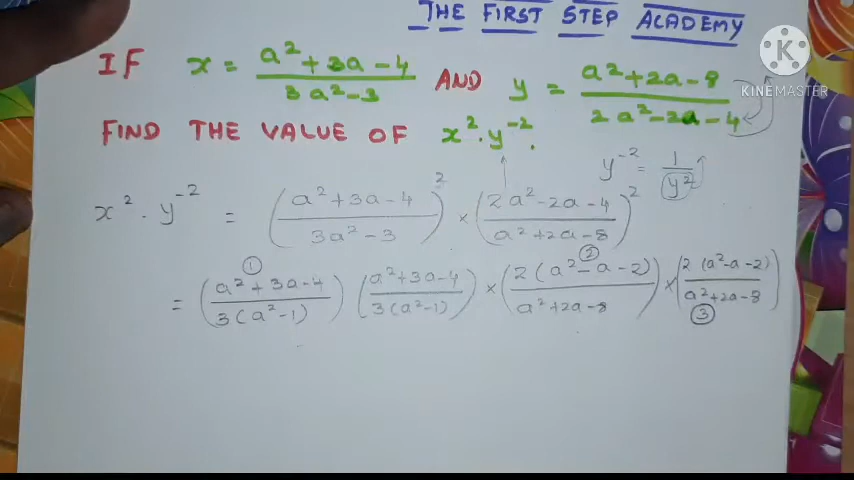 THE FIRST STEP ACADEMY
KINEMASTER
IF x = (a² + 3a - 4)/(3a² - 3) AND y = (a² + 2a - 8)/(2a² - 2a - 4)
FIND THE VALUE OF x² · y⁻² .
y⁻² = 1/y²
x² · y⁻² = ((a² + 3a - 4)/(3a² - 3))² × ((2a² - 2a - 4)/(a² + 2a - 8))²
① ②
= ((a² + 3a - 4)/(3(a² - 1))) ((a² + 3a - 4)/(3(a² - 1))) × (2(a² - a - 2)/(a² + 2a - 8)) × (2(a² - a - 2)/(a² + 2a - 8))
③